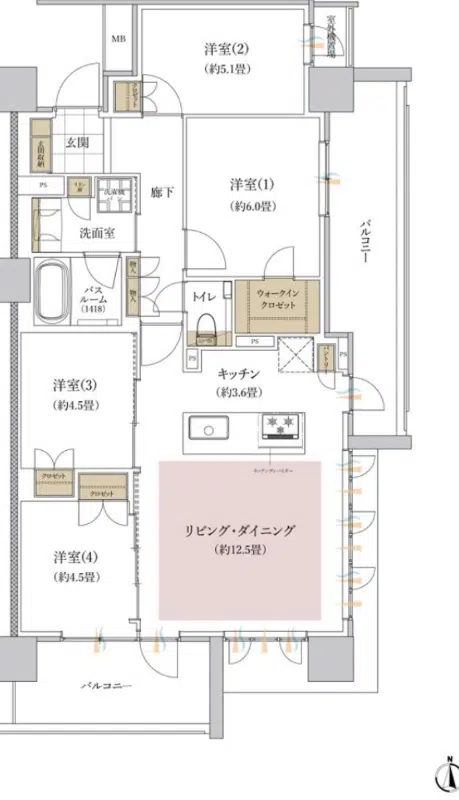 MB
洋室(2)
(約5.1畳)
室外機置場
クロゼット
玄関
玄関収納
洋室(1)
(約6.0畳)
廊下
バルコニー
PS
リネン庫
洗濯機
洗面室
物入
物入
バス
ルーム
(1418)
トイレ
ウォークイン
クロゼット
PS
PS
キッチン
(約3.6畳)
パントリー
PS
洋室(3)
(約4.5畳)
クロゼット
クロゼット
リビング・ダイニング
(約12.5畳)
洋室(4)
(約4.5畳)
バルコニー
N